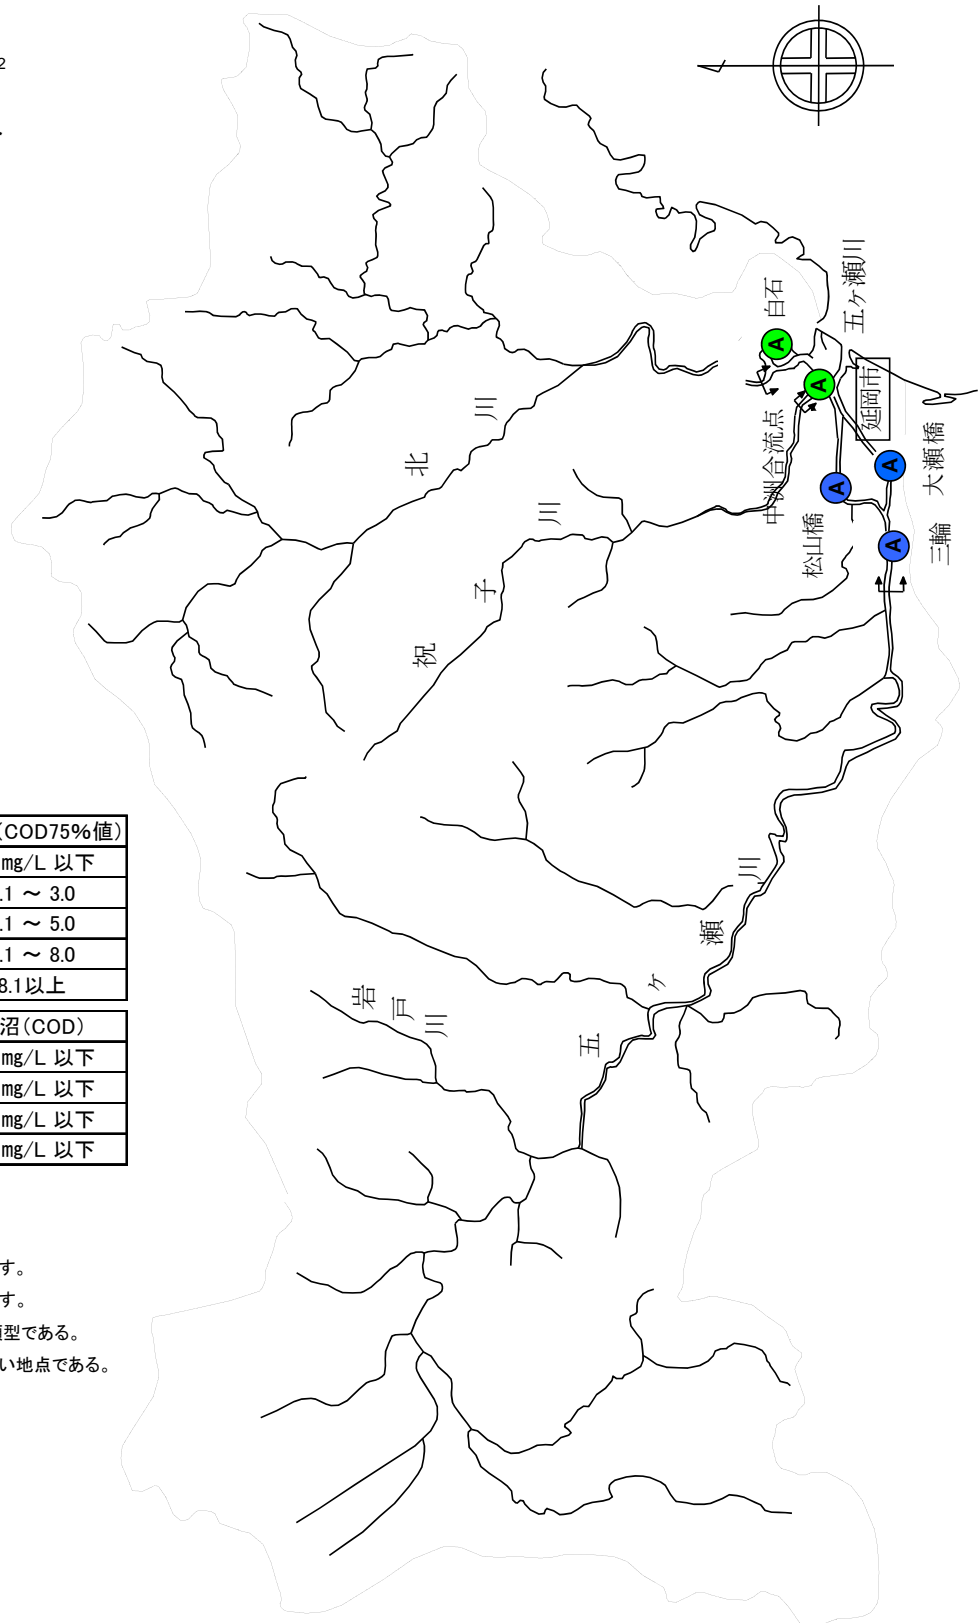 2
白石
五ヶ瀬川
延岡市
中洲合流点
大瀬橋
松山橋
三輪
A
A
A
A
A
北川
祝子川
五ヶ瀬川
岩戸川
(COD75%値)
mg/L 以下
.1 ～ 3.0
.1 ～ 5.0
.1 ～ 8.0
8.1以上
沼(COD)
mg/L 以下
mg/L 以下
mg/L 以下
mg/L 以下
す。
す。
型である。
い地点である。